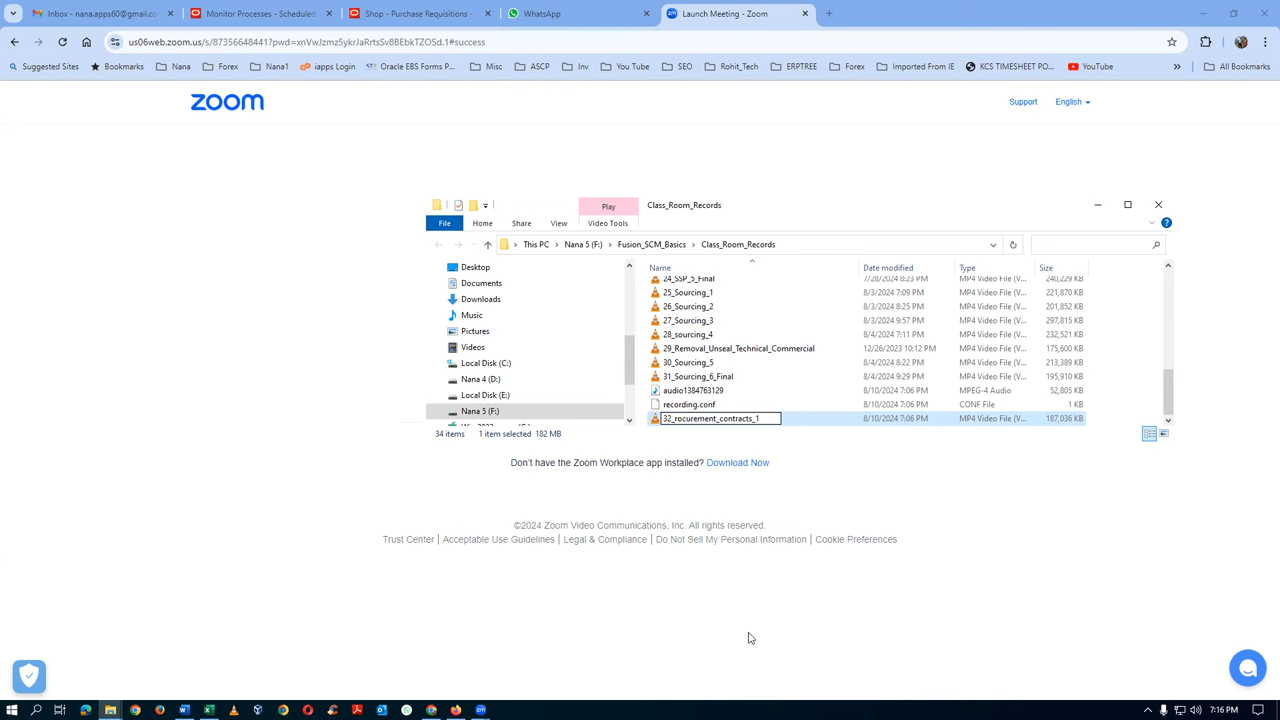 Inbox - nana.apps60@gmail.co
Monitor Processes - Scheduled
Shop - Purchase Requisitions -
WhatsApp
Launch Meeting - Zoom
us06web.zoom.us/s/87356648441?pwd=xnVwJzmz5ykrJaRrtsSv8BEbkTZOSd.1#success
Suggested Sites
Bookmarks
Nana
Forex
Nana1
iapps Login
Oracle EBS Forms P...
Misc
ASCP
Inv
You Tube
SEO
Rohit_Tech
ERPTREE
Forex
Imported From IE
KCS TIMESHEET PO...
YouTube
All Bookmarks
zoom
Support
English
Play
Class_Room_Records
File
Home
Share
View
Video Tools
This PC > Nana 5 (F:) > Fusion_SCM_Basics > Class_Room_Records
Name
Date modified
Type
Size
Desktop
Documents
Downloads
Music
Pictures
Videos
Local Disk (C:)
Nana 4 (D:)
Local Disk (E:)
Nana 5 (F:)
24_SSP_5_Final 7/28/2024 8:23 PM MP4 Video File (V... 240,229 KB
25_Sourcing_1 8/3/2024 7:09 PM MP4 Video File (V... 221,870 KB
26_Sourcing_2 8/3/2024 8:25 PM MP4 Video File (V... 201,852 KB
27_Sourcing_3 8/3/2024 9:57 PM MP4 Video File (V... 297,815 KB
28_sourcing_4 8/4/2024 7:11 PM MP4 Video File (V... 232,521 KB
29_Removal_Unseal_Technical_Commercial 12/26/2023 10:12 PM MP4 Video File (V... 175,600 KB
30_Sourcing_5 8/4/2024 8:22 PM MP4 Video File (V... 213,389 KB
31_Sourcing_6_Final 8/4/2024 9:29 PM MP4 Video File (V... 195,910 KB
audio1384763129 8/10/2024 7:06 PM MPEG-4 Audio 52,805 KB
recording.conf 8/10/2024 7:06 PM CONF File 1 KB
32_rocurement_contracts_1 8/10/2024 7:06 PM MP4 Video File (V... 187,036 KB
34 items 1 item selected 182 MB
Don't have the Zoom Workplace app installed? Download Now
©2024 Zoom Video Communications, Inc. All rights reserved.
Trust Center | Acceptable Use Guidelines | Legal & Compliance | Do Not Sell My Personal Information | Cookie Preferences
7:16 PM